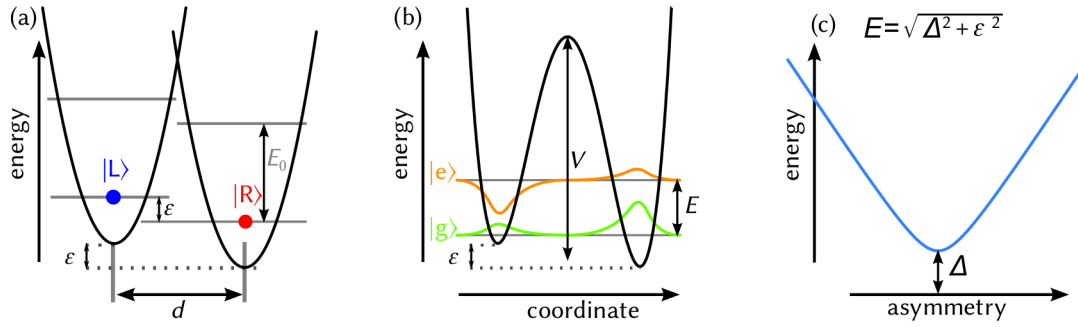 (a)
energy
|L⟩
|R⟩
E₀
ε
ε
d
(b)
energy
|e⟩
|g⟩
V
E
ε
coordinate
(c)
E=√Δ²+ε²
energy
Δ
asymmetry